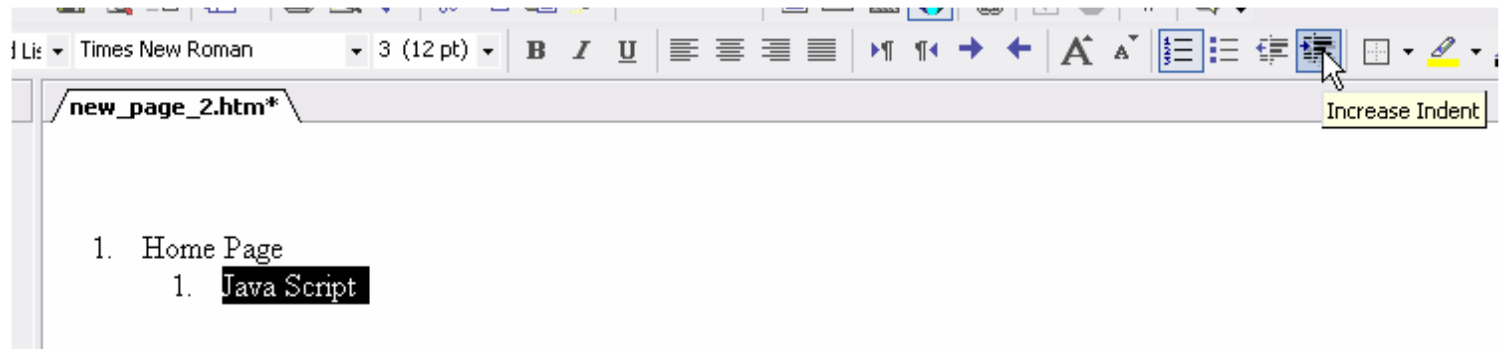 Times New Roman 3 (12 pt) B I U A A
new_page_2.htm*
Increase Indent
1. Home Page
1. Java Script